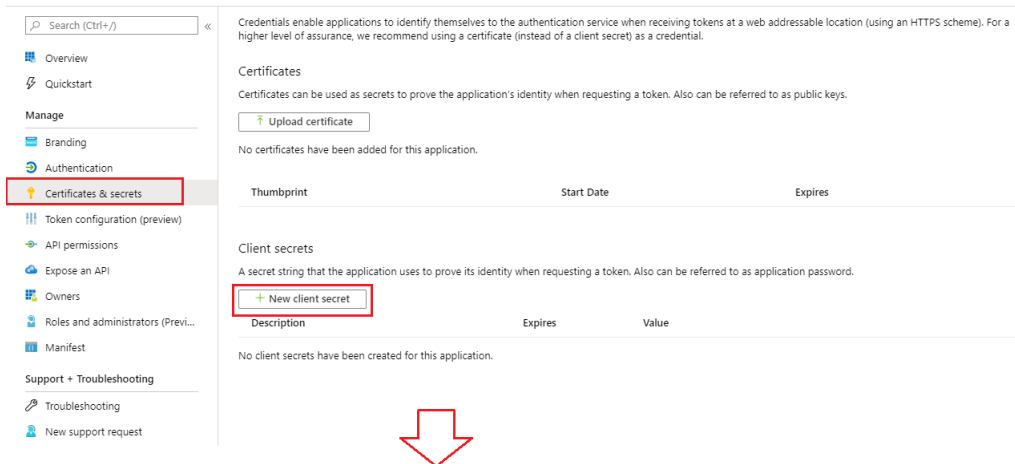 Search (Ctrl+/)
«
Overview
Quickstart
Manage
Branding
Authentication
Certificates & secrets
Token configuration (preview)
API permissions
Expose an API
Owners
Roles and administrators (Previ...
Manifest
Support + Troubleshooting
Troubleshooting
New support request
Credentials enable applications to identify themselves to the authentication service when receiving tokens at a web addressable location (using an HTTPS scheme). For a
higher level of assurance, we recommend using a certificate (instead of a client secret) as a credential.
Certificates
Certificates can be used as secrets to prove the application's identity when requesting a token. Also can be referred to as public keys.
Upload certificate
No certificates have been added for this application.
Thumbprint Start Date Expires
Client secrets
A secret string that the application uses to prove its identity when requesting a token. Also can be referred to as application password.
+ New client secret
Description Expires Value
No client secrets have been created for this application.